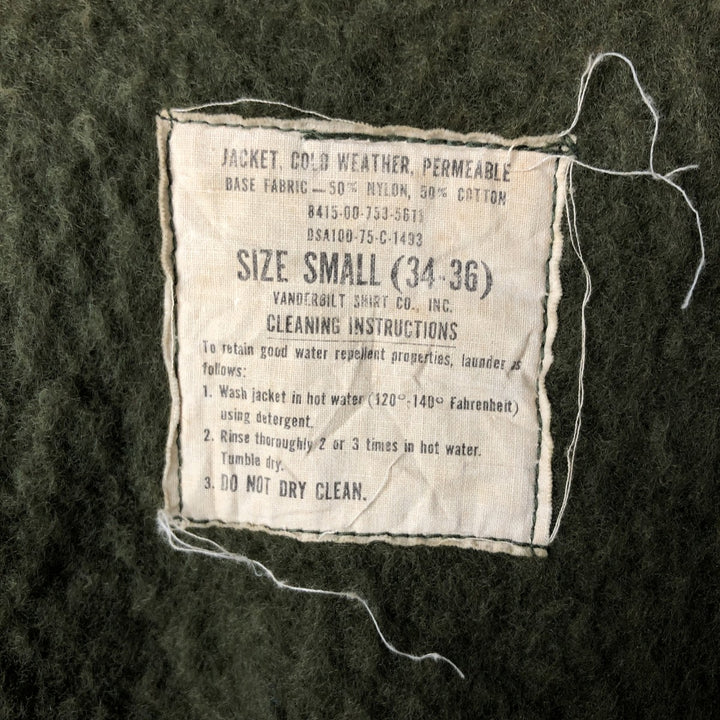 JACKET, COLD WEATHER, PERMEABLE
BASE FABRIC — 50% NYLON, 50% COTTON
8415-00-753-5611
DSA100-75-C-1433
SIZE SMALL (34-36)
VANDERBILT SHIRT CO., INC.
CLEANING INSTRUCTIONS
To retain good water repellent properties, launder as
follows:
1. Wash jacket in hot water (120°-140° Fahrenheit)
using detergent.
2. Rinse thoroughly 2 or 3 times in hot water.
Tumble dry.
3. DO NOT DRY CLEAN.